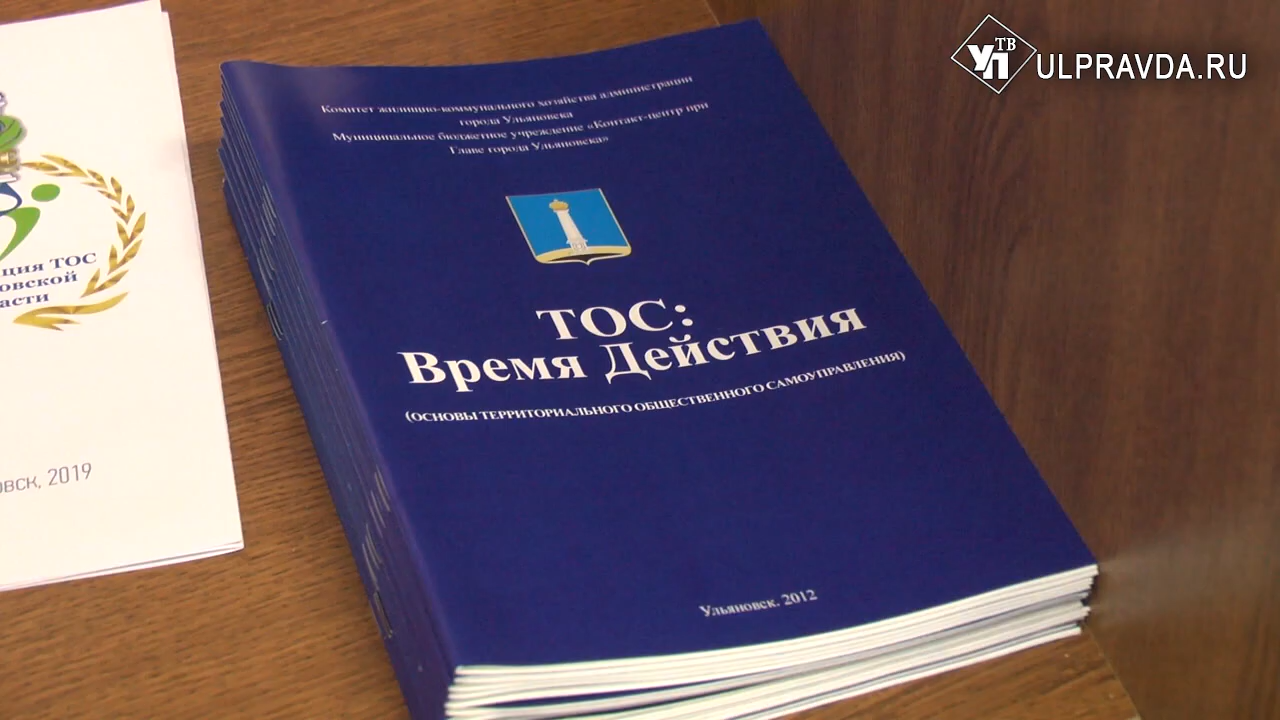 ТВ
УП
ULPRAVDA.RU
Комитет жилищно-коммунального хозяйства администрации
города Ульяновска
Муниципальное бюджетное учреждение «Контакт-центр при
Главе города Ульяновска»
ТОС:
Время Действия
(ОСНОВЫ ТЕРРИТОРИАЛЬНОГО ОБЩЕСТВЕННОГО САМОУПРАВЛЕНИЯ)
Ульяновск. 2012
ция ТОС
овской
асти
овск, 2019